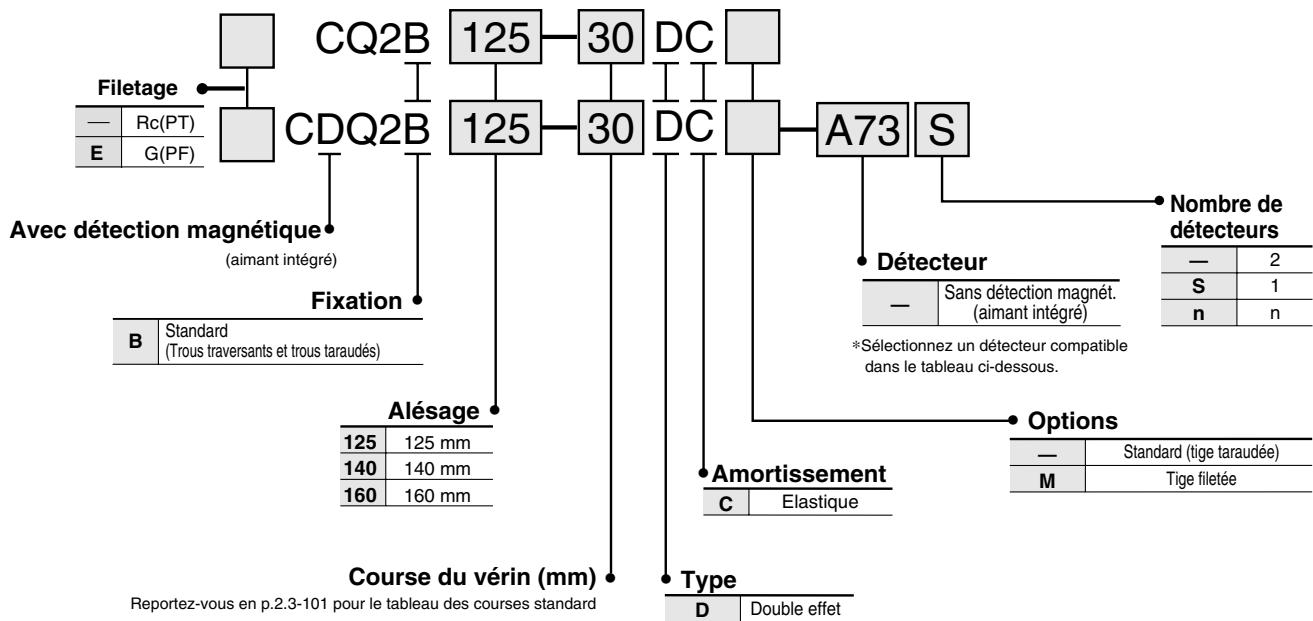 CQ2B 125 30 DC
Filetage
— Rc(PT)
E G(PF)
CDQ2B 125 30 DC A73 S
Avec détection magnétique
(aimant intégré)
Fixation
B Standard
(Trous traversants et trous taraudés)
Alésage
125 125 mm
140 140 mm
160 160 mm
Course du vérin (mm)
Reportez-vous en p.2.3-101 pour le tableau des courses standard
Type
D Double effet
Amortissement
C Elastique
Détecteur
— Sans détection magnét.
(aimant intégré)
*Sélectionnez un détecteur compatible
dans le tableau ci-dessous.
Nombre de
détecteurs
— 2
S 1
n n
Options
— Standard (tige taraudée)
M Tige filetée